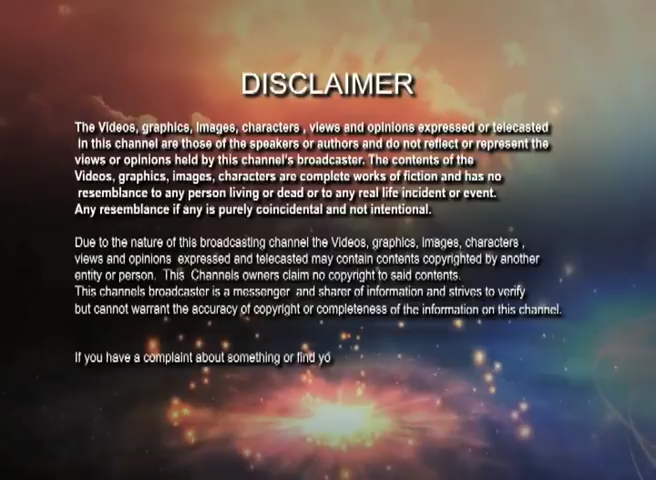 DISCLAIMER
The Videos, graphics, images, characters , views and opinions expressed or telecasted
in this channel are those of the speakers or authors and do not reflect or represent the
views or opinions held by this channel's broadcaster. The contents of the
Videos, graphics, images, characters are complete works of fiction and has no
resemblance to any person living or dead or to any real life incident or event.
Any resemblance if any is purely coincidental and not intentional.
Due to the nature of this broadcasting channel the Videos, graphics, images, characters ,
views and opinions expressed and telecasted may contain contents copyrighted by another
entity or person. This Channels owners claim no copyright to said contents.
This channels broadcaster is a messenger and sharer of information and strives to verify
but cannot warrant the accuracy of copyright or completeness of the information on this channel.
If you have a complaint about something or find yo